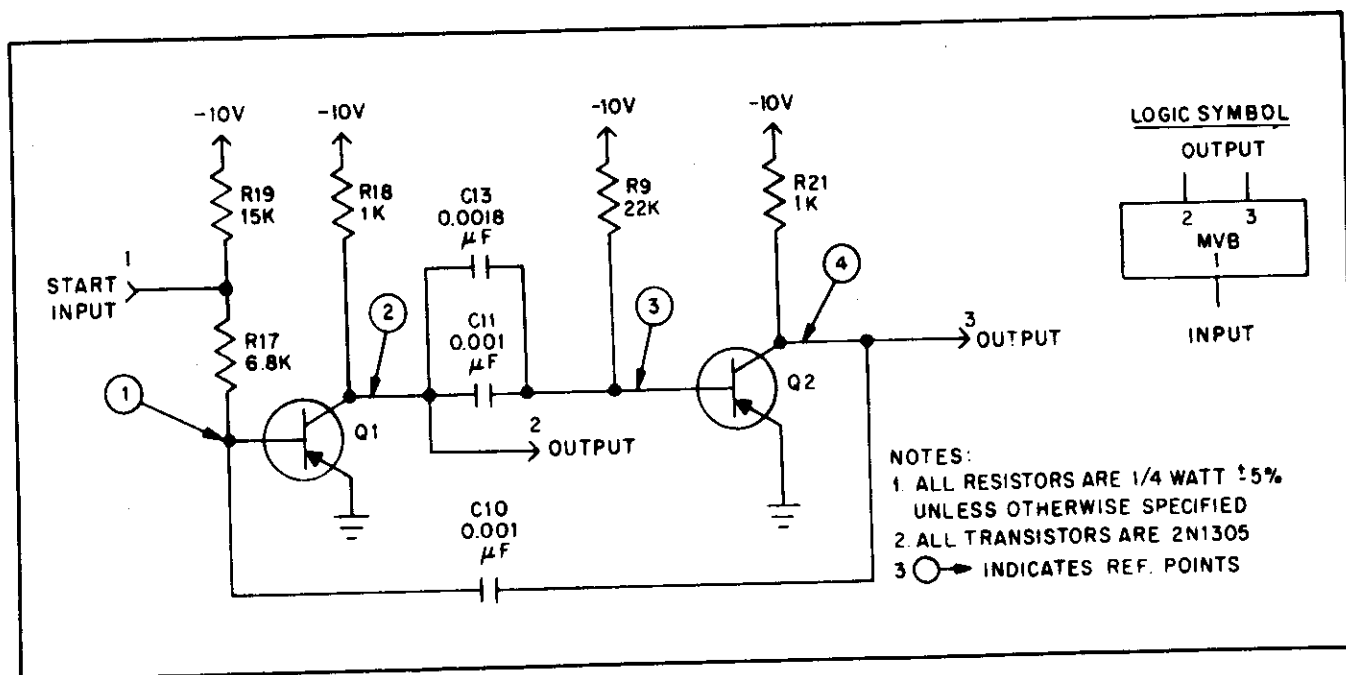 -10V
-10V
-10V
-10V
LOGIC SYMBOL
OUTPUT
2 3
MVB
1
INPUT
R19
15K
R18
1K
C13
0.0018
μF
R9
22K
R21
1K
1
START
INPUT
2
3
4
R17
6.8K
C11
0.001
μF
3
OUTPUT
1
Q1
2
OUTPUT
Q2
C10
0.001
μF
NOTES:
1. ALL RESISTORS ARE 1/4 WATT ±5%
UNLESS OTHERWISE SPECIFIED
2. ALL TRANSISTORS ARE 2N1305
3 INDICATES REF. POINTS